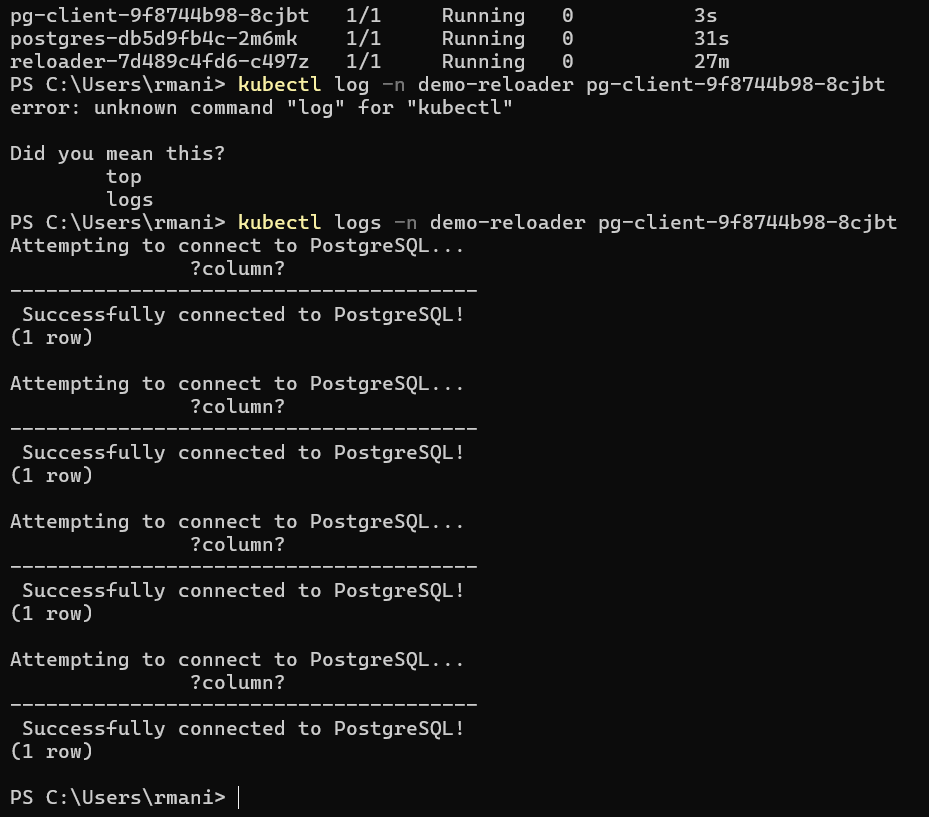 pg-client-9f8744b98-8cjbt   1/1     Running   0          3s
postgres-db5d9fb4c-2m6mk    1/1     Running   0          31s
reloader-7d489c4fd6-c497z   1/1     Running   0          27m
PS C:\Users\rmani> kubectl log -n demo-reloader pg-client-9f8744b98-8cjbt
error: unknown command "log" for "kubectl"

Did you mean this?
        top
        logs
PS C:\Users\rmani> kubectl logs -n demo-reloader pg-client-9f8744b98-8cjbt
Attempting to connect to PostgreSQL...
               ?column?
---------------------------------------
 Successfully connected to PostgreSQL!
(1 row)

Attempting to connect to PostgreSQL...
               ?column?
---------------------------------------
 Successfully connected to PostgreSQL!
(1 row)

Attempting to connect to PostgreSQL...
               ?column?
---------------------------------------
 Successfully connected to PostgreSQL!
(1 row)

Attempting to connect to PostgreSQL...
               ?column?
---------------------------------------
 Successfully connected to PostgreSQL!
(1 row)

PS C:\Users\rmani>